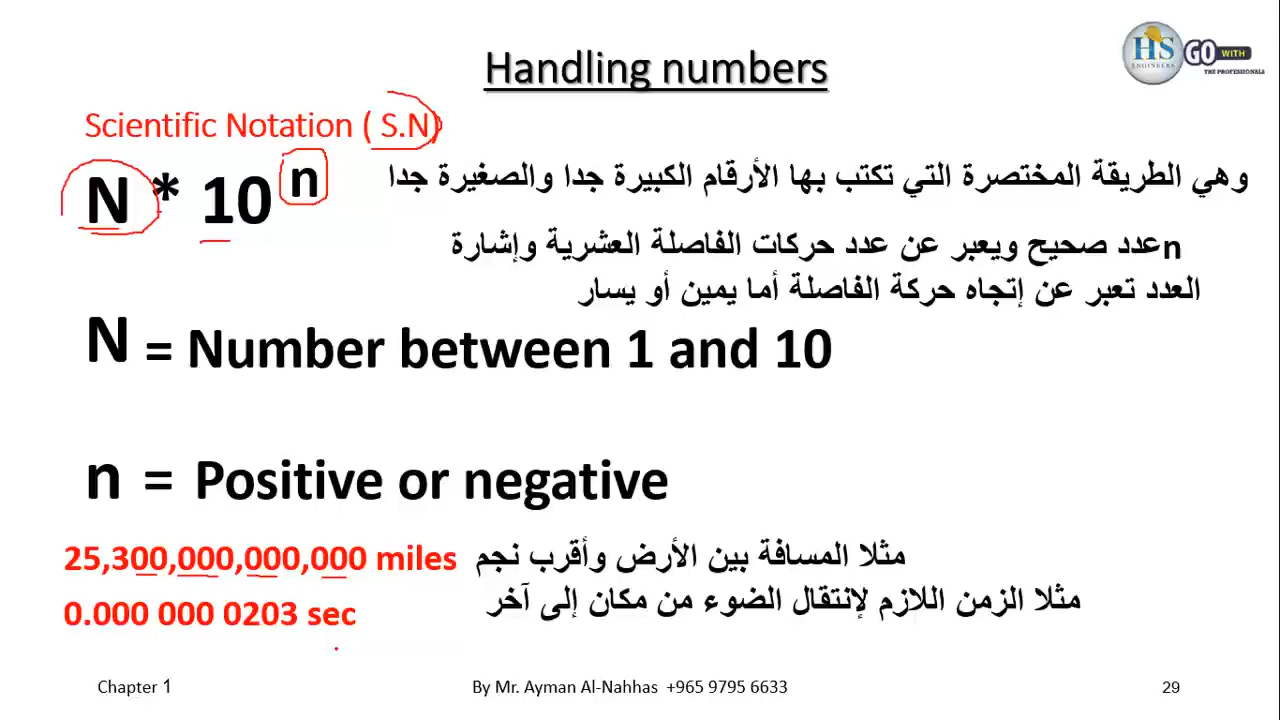 HS
ENGINEERS
GO WITH
THE PROFESSIONALS
Handling numbers
Scientific Notation ( S.N)
N * 10 n
وهي الطريقة المختصرة التي تكتب بها الأرقام الكبيرة جدا والصغيرة جدا
nعدد صحيح ويعبر عن عدد حركات الفاصلة العشرية وإشارة
العدد تعبر عن إتجاه حركة الفاصلة أما يمين أو يسار
N = Number between 1 and 10
n = Positive or negative
25,300,000,000,000 miles مثلا المسافة بين الأرض وأقرب نجم
0.000 000 0203 sec مثلا الزمن اللازم لإنتقال الضوء من مكان إلى آخر
Chapter 1 By Mr. Ayman Al-Nahhas +965 9795 6633 29